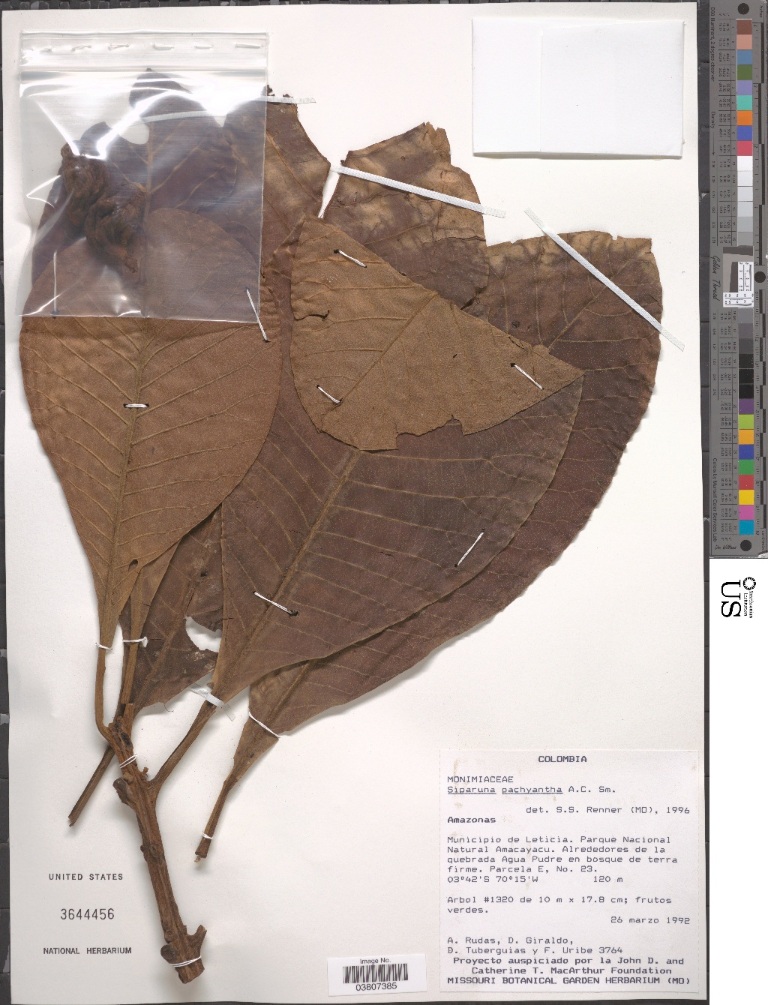 COLOMBIA
MONIMIACEAE
Siparuna pachyantha A.C. Sm.
det. S.S. Renner (MO), 1996
Amazonas
Municipio de Leticia. Parque Nacional
Natural Amacayacu. Alrededores de la
quebrada Agua Pudre en bosque de terra
firme. Parcela E, No. 23.
03°42'S 70°15'W 120 m
Arbol #1320 de 10 m x 17.8 cm; frutos
verdes.
26 marzo 1992
A. Rudas, D. Giraldo,
B. Tuberquias y F. Uribe 3764
Proyecto auspiciado por la John D. and
Catherine T. MacArthur Foundation
MISSOURI BOTANICAL GARDEN HERBARIUM (MO)
UNITED STATES
3644456
NATIONAL HERBARIUM
Image No.
03807385
US